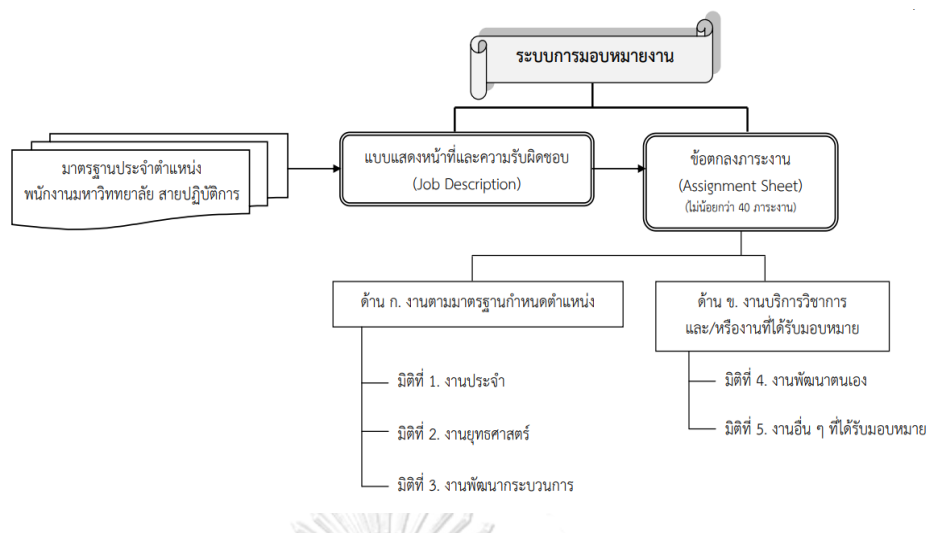 ระบบการมอบหมายงาน
มาตรฐานประจำตำแหน่ง
พนักงานมหาวิทยาลัย สายปฏิบัติการ
แบบแสดงหน้าที่และความรับผิดชอบ
(Job Description)
ข้อตกลงภาระงาน
(Assignment Sheet)
(ไม่น้อยกว่า 40 ภาระงาน)
ด้าน ก. งานตามมาตรฐานกำหนดตำแหน่ง
มิติที่ 1. งานประจำ
มิติที่ 2. งานยุทธศาสตร์
มิติที่ 3. งานพัฒนากระบวนการ
ด้าน ข. งานบริการวิชาการ
และ/หรืองานที่ได้รับมอบหมาย
มิติที่ 4. งานพัฒนาตนเอง
มิติที่ 5. งานอื่น ๆ ที่ได้รับมอบหมาย